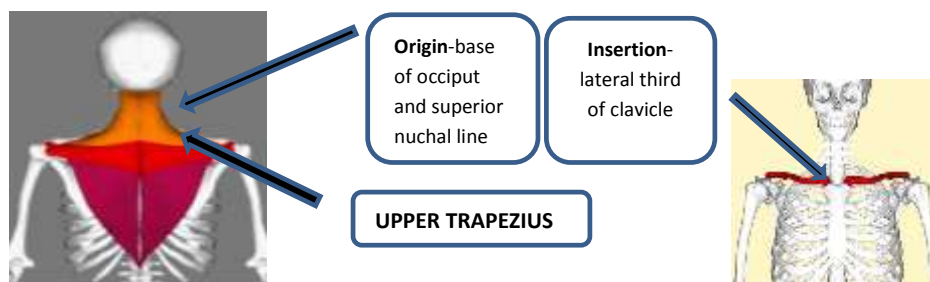 Origin-base
of occiput
and superior
nuchal line
Insertion-
lateral third
of clavicle
UPPER TRAPEZIUS